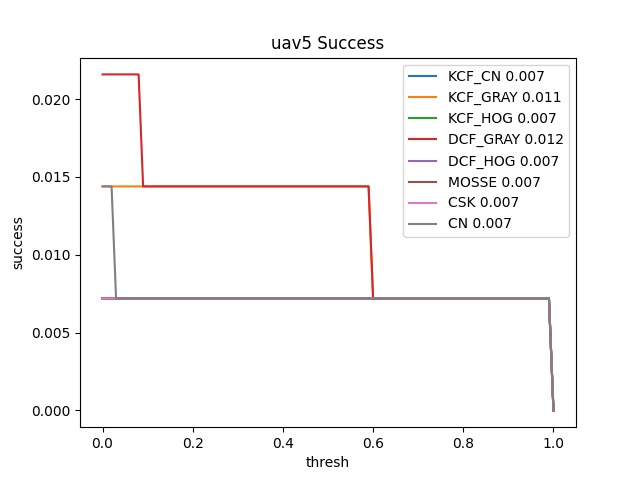 uav5 Success
KCF_CN 0.007
KCF_GRAY 0.011
KCF_HOG 0.007
DCF_GRAY 0.012
DCF_HOG 0.007
MOSSE 0.007
CSK 0.007
CN 0.007
success
0.020
0.015
0.010
0.005
0.000
0.0 0.2 0.4 0.6 0.8 1.0
thresh